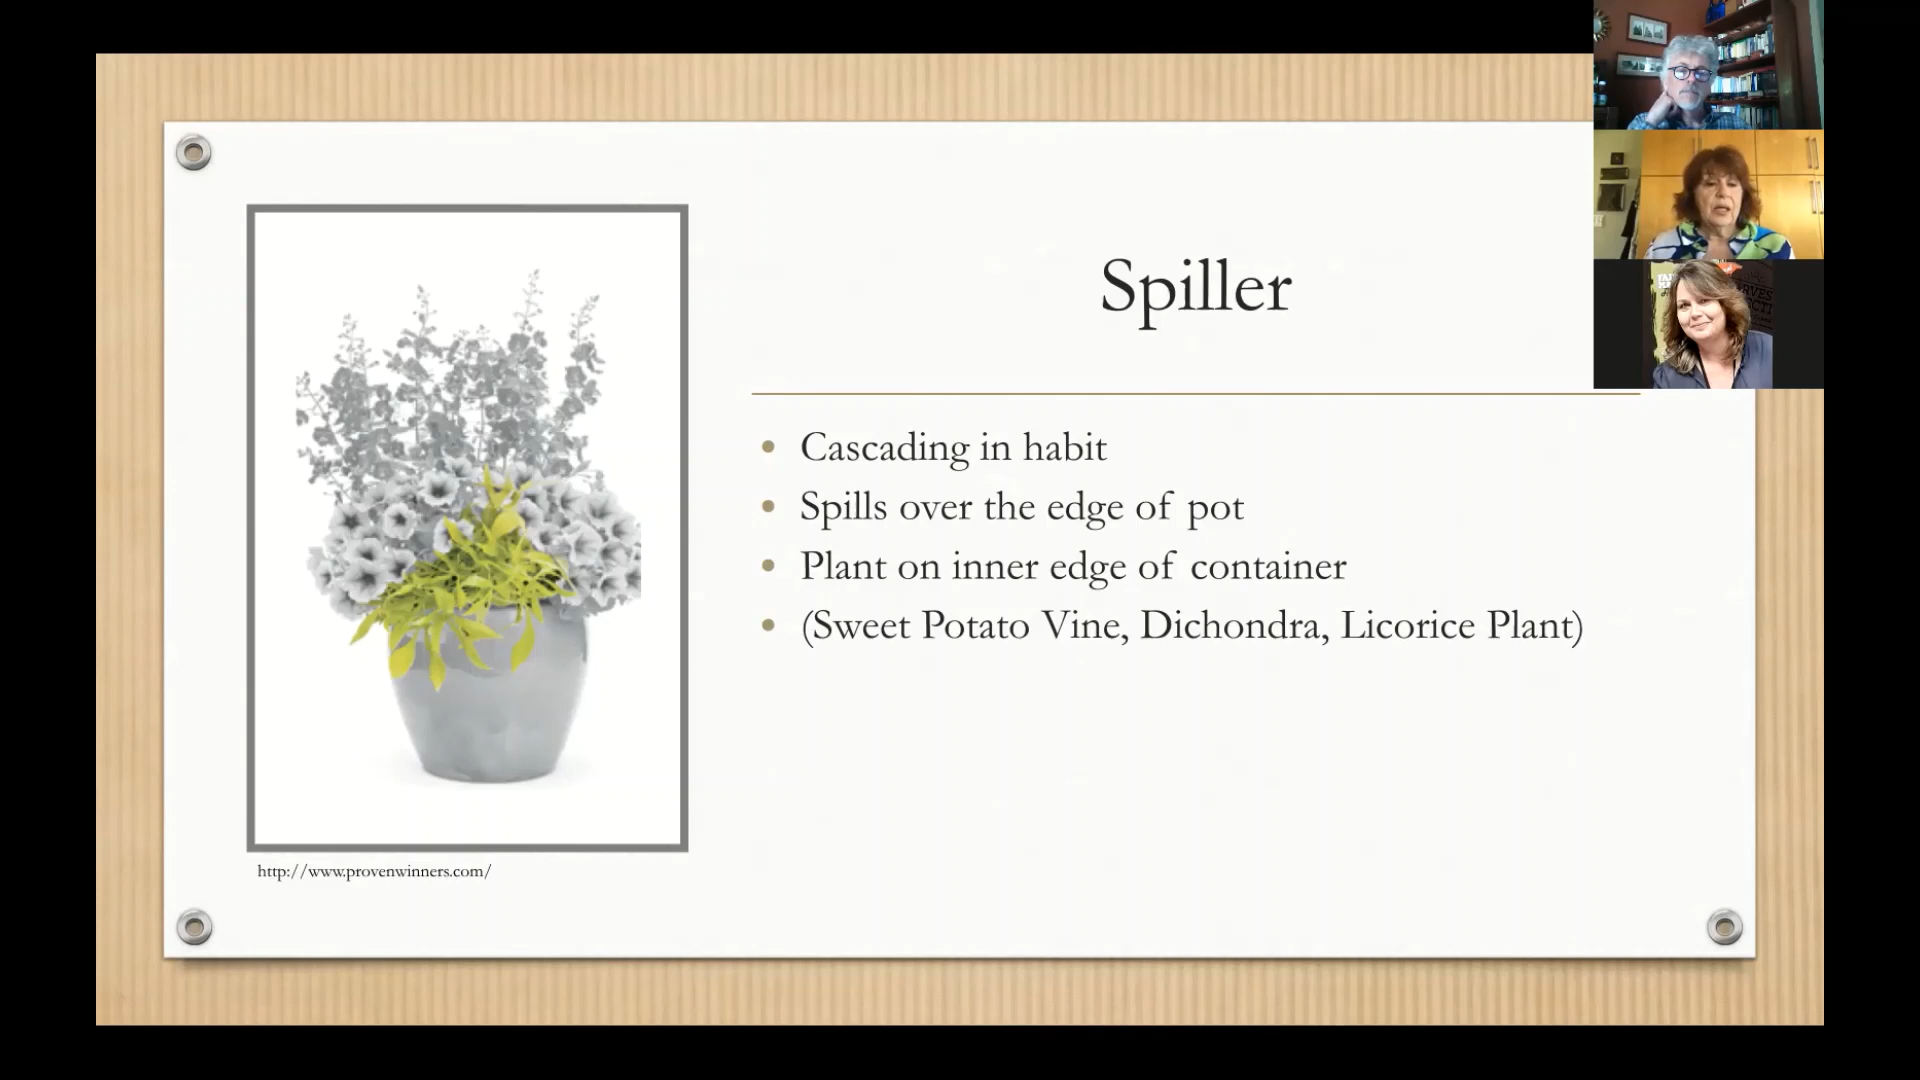 Spiller
Cascading in habit
Spills over the edge of pot
Plant on inner edge of container
(Sweet Potato Vine, Dichondra, Licorice Plant)
http://www.provenwinners.com/